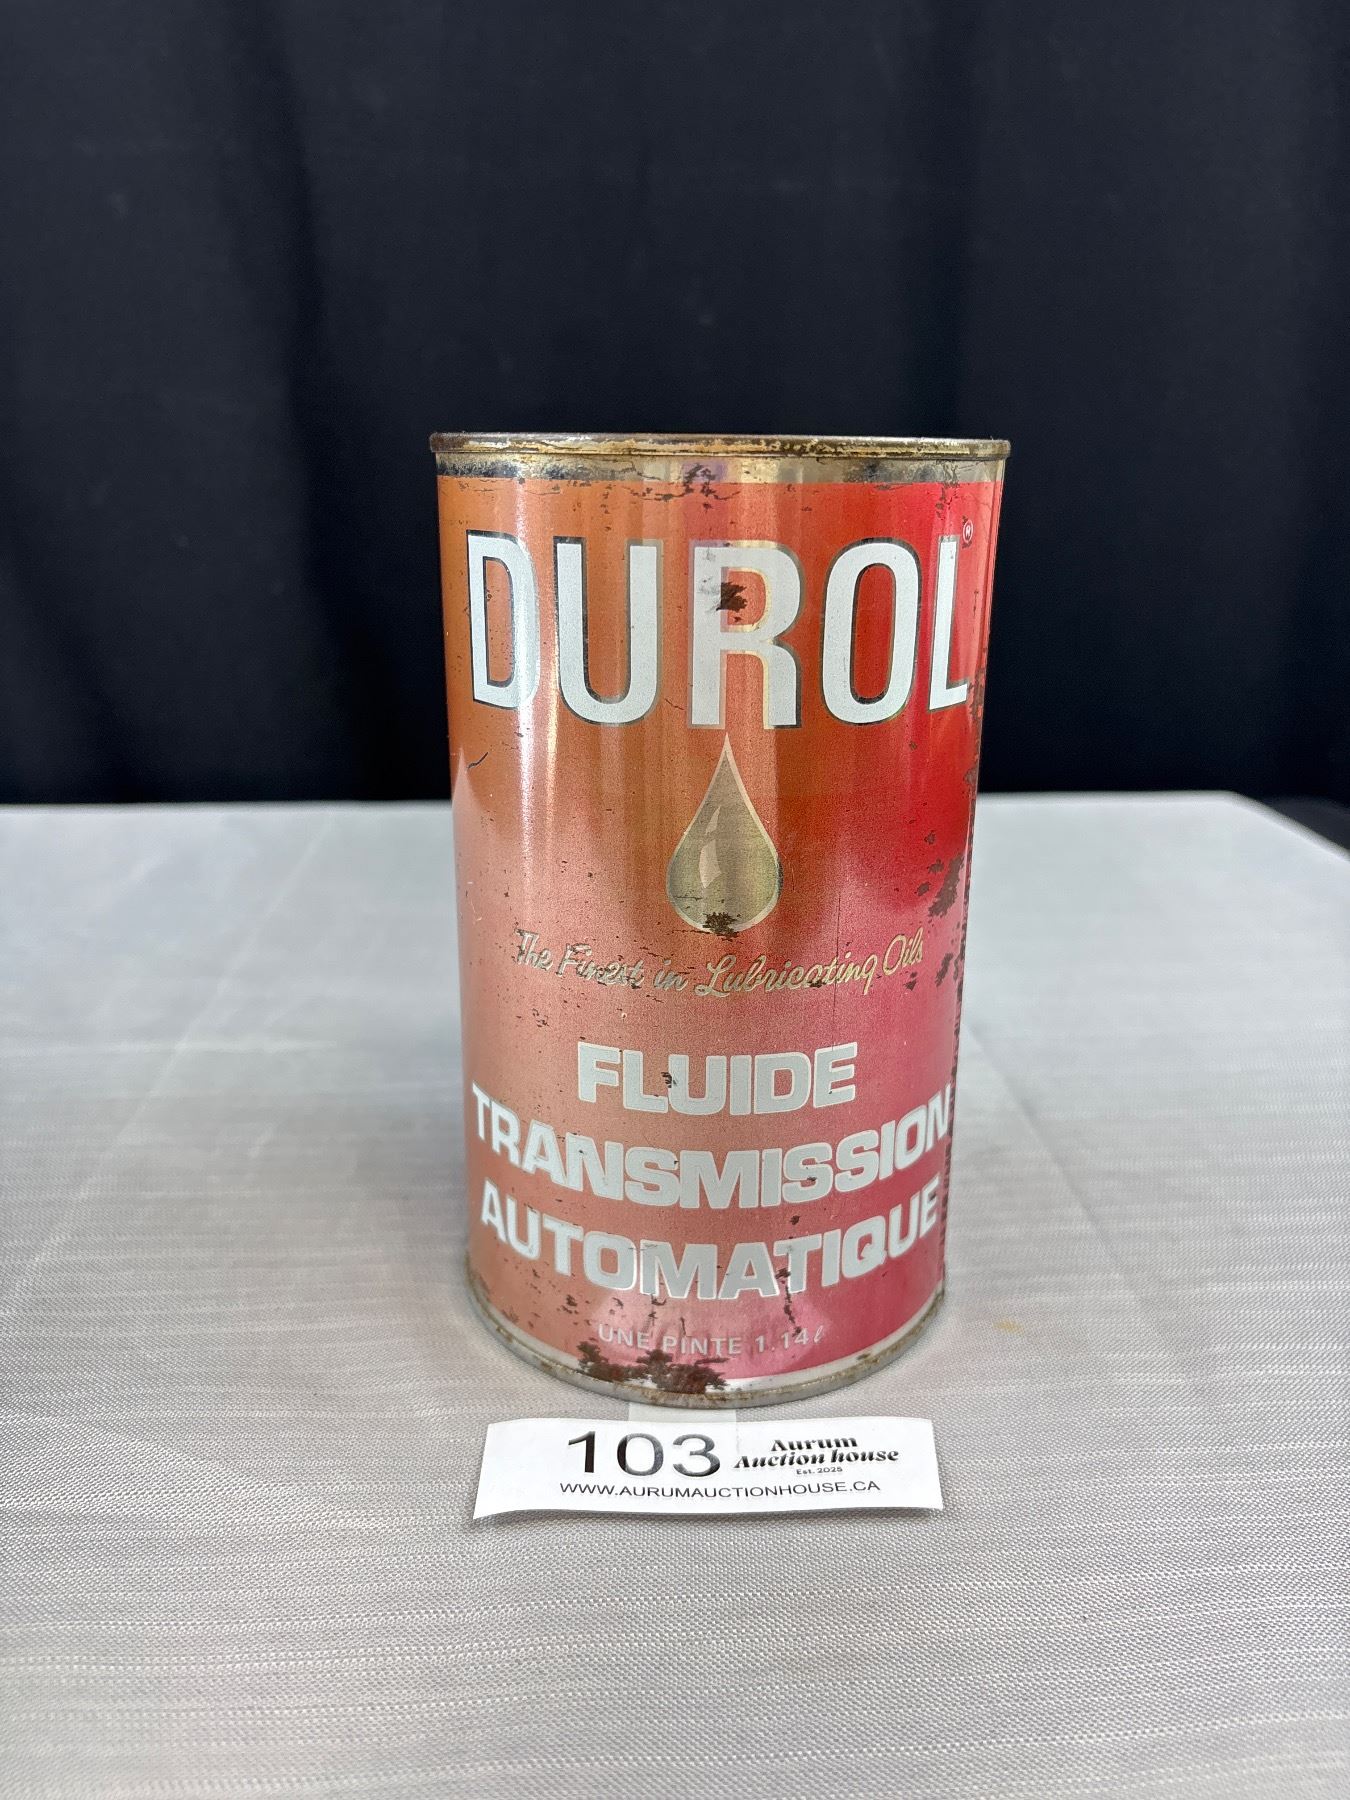 DUROL®
The Finest in Lubricating Oils
FLUIDE
TRANSMISSION
AUTOMATIQUE
UNE PINTE 1.14ℓ
103 Aurum
Auction house
Est. 2025
WWW.AURUMAUCTIONHOUSE.CA